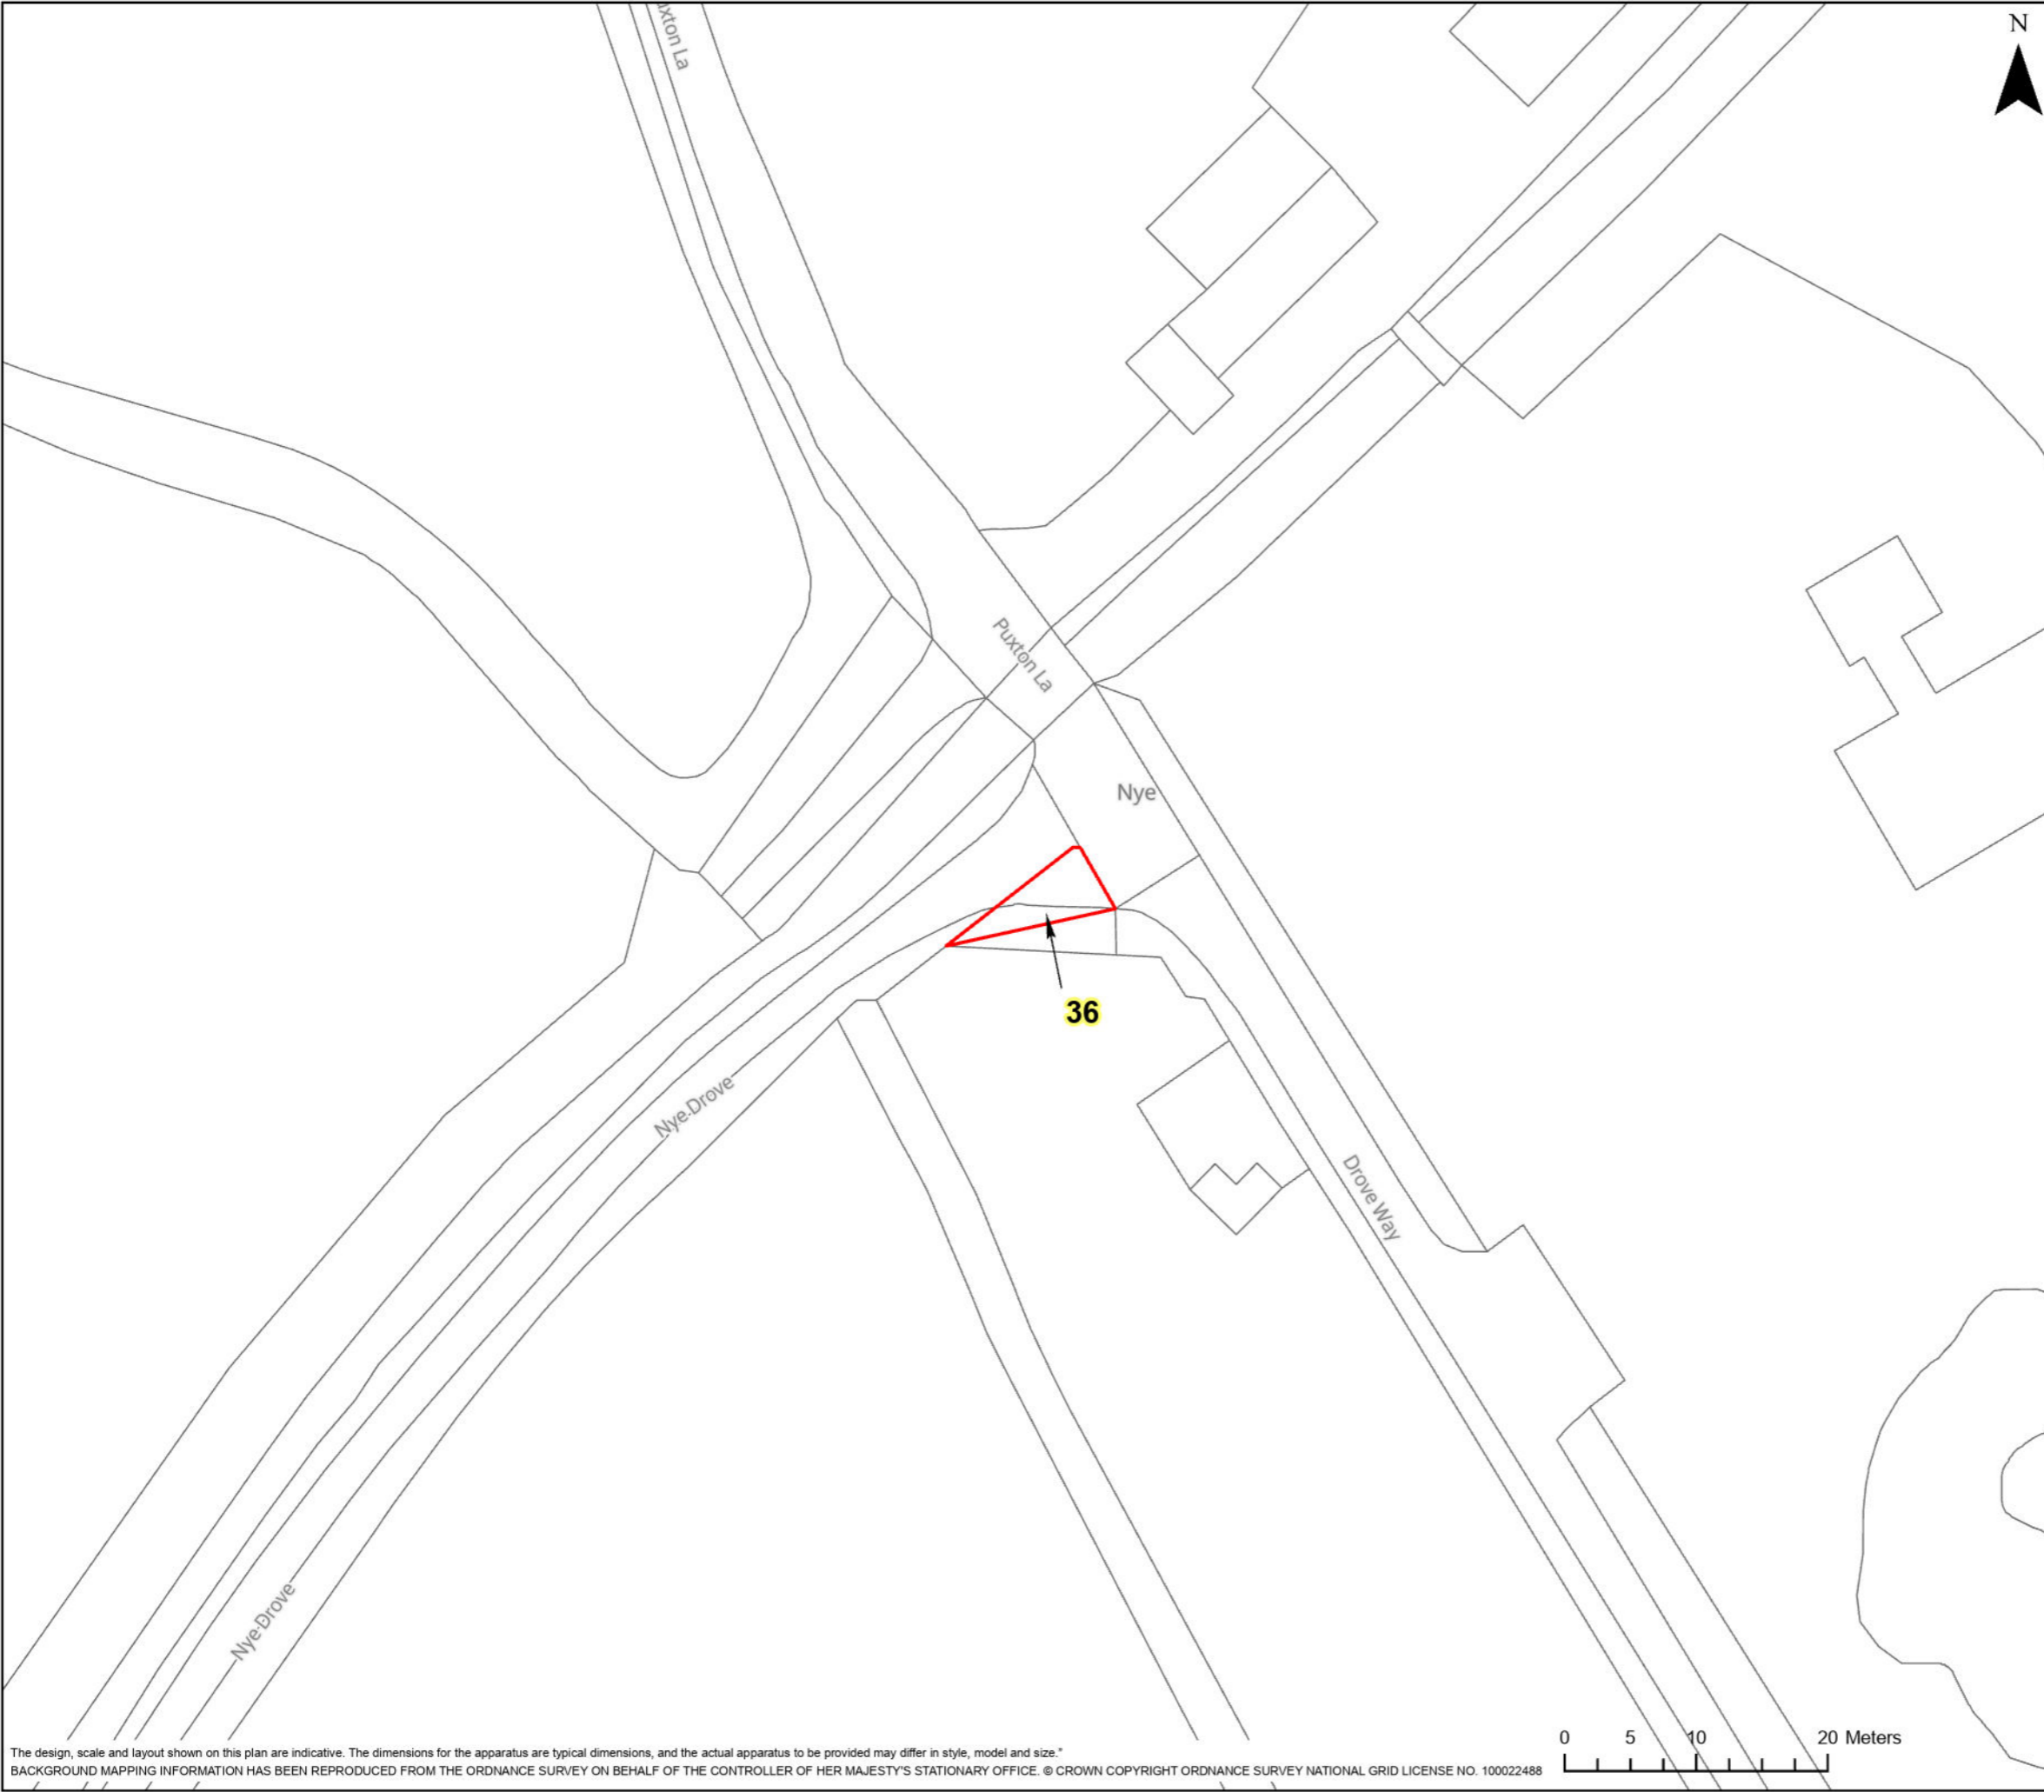 N
uxton La
Puxton La
Nye
36
Nye Drove
Drove Way
Nye Drove
0 5 10 20 Meters
The design, scale and layout shown on this plan are indicative. The dimensions for the apparatus are typical dimensions, and the actual apparatus to be provided may differ in style, model and size."
BACKGROUND MAPPING INFORMATION HAS BEEN REPRODUCED FROM THE ORDNANCE SURVEY ON BEHALF OF THE CONTROLLER OF HER MAJESTY'S STATIONARY OFFICE. © CROWN COPYRIGHT ORDNANCE SURVEY NATIONAL GRID LICENSE NO. 100022488